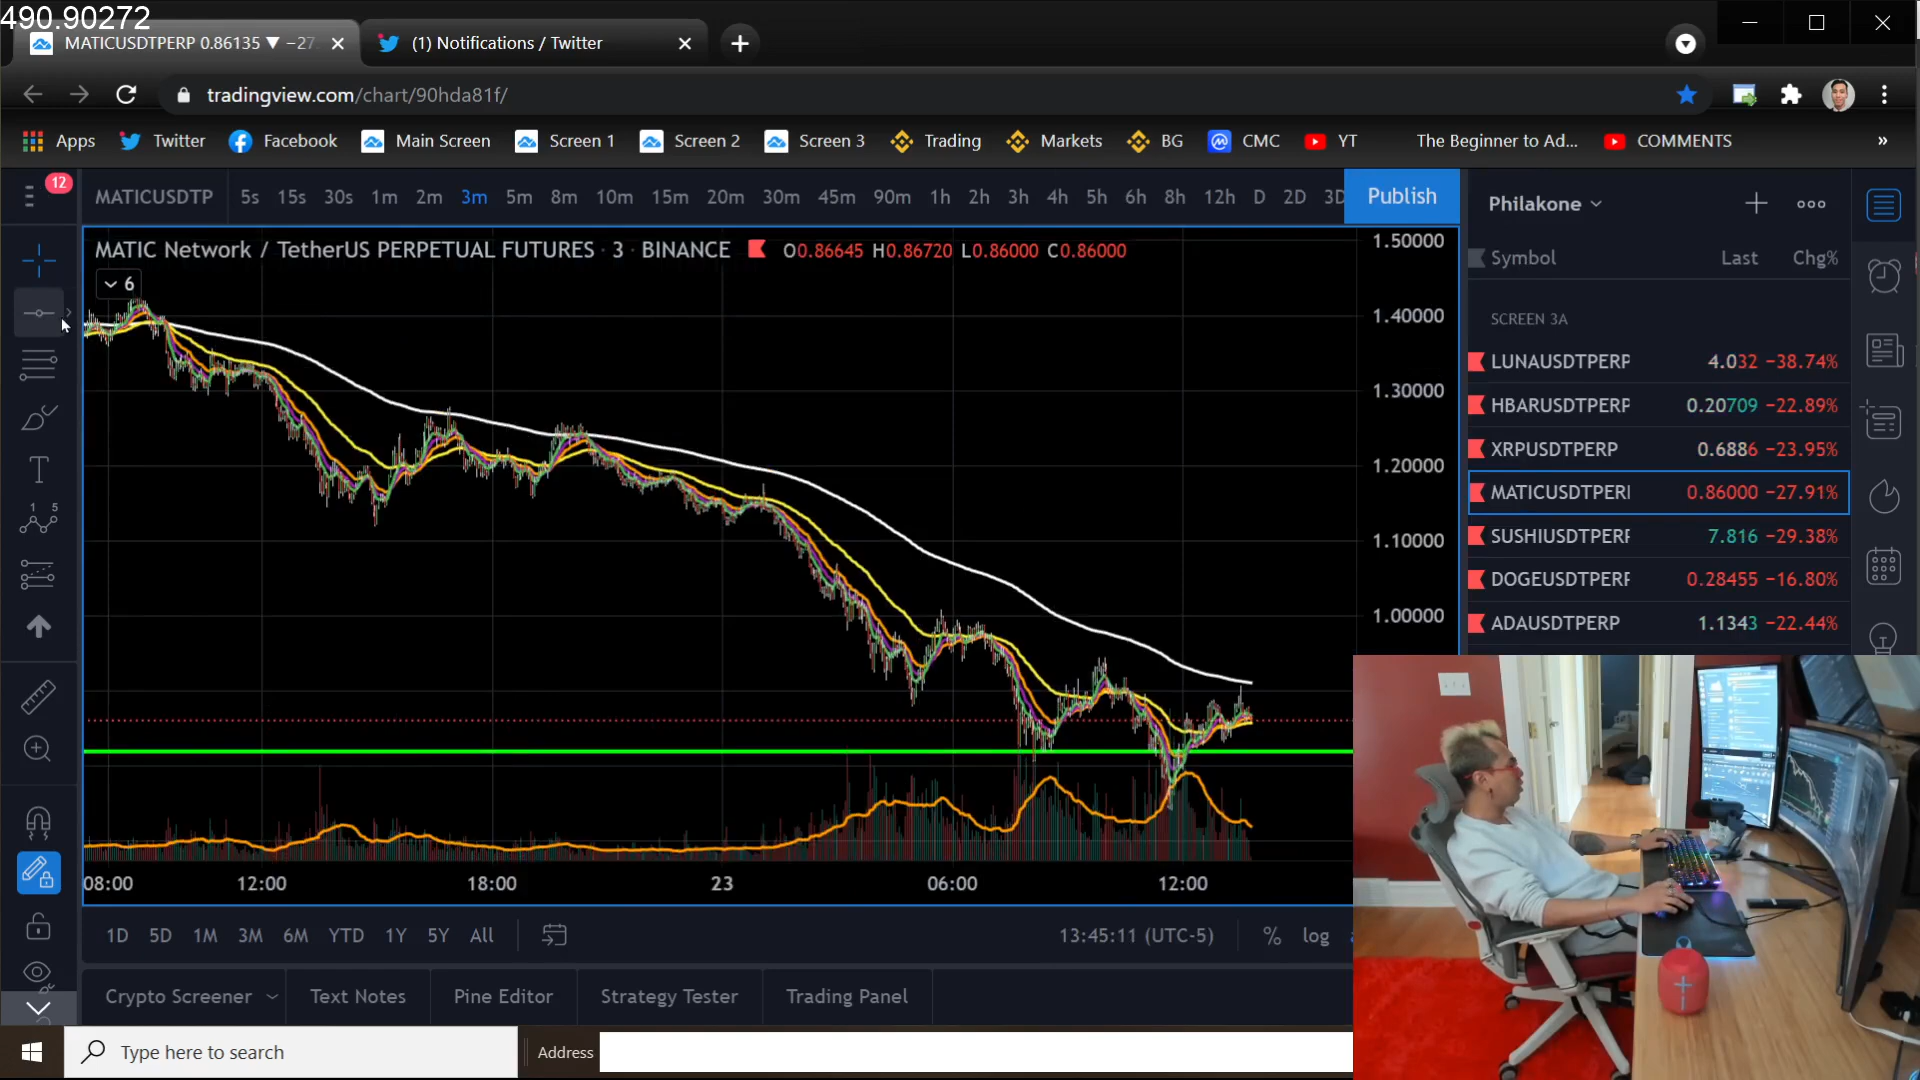 490.90272
MATICUSDTPERP 0.86135 ▼ −27
(1) Notifications / Twitter
tradingview.com/chart/90hda81f/
Apps Twitter Facebook Main Screen Screen 1 Screen 2 Screen 3 Trading Markets BG CMC YT The Beginner to Ad... COMMENTS »
12
MATICUSDTP 5s 15s 30s 1m 2m 3m 5m 8m 10m 15m 20m 30m 45m 90m 1h 2h 3h 4h 5h 6h 8h 12h D 2D 3D Publish
Philakone
MATIC Network / TetherUS PERPETUAL FUTURES · 3 · BINANCE O0.86645 H0.86720 L0.86000 C0.86000
6
1.50000
1.40000
1.30000
1.20000
1.10000
1.00000
Symbol Last Chg%
SCREEN 3A
LUNAUSDTPERP 4.032 −38.74%
HBARUSDTPERP 0.20709 −22.89%
XRPUSDTPERP 0.6886 −23.95%
MATICUSDTPERI 0.86000 −27.91%
SUSHIUSDTPERF 7.816 −29.38%
DOGEUSDTPERF 0.28455 −16.80%
ADAUSDTPERP 1.1343 −22.44%
T
1 5
08:00 12:00 18:00 23 06:00 12:00
1D 5D 1M 3M 6M YTD 1Y 5Y All 13:45:11 (UTC-5) % log
Crypto Screener Text Notes Pine Editor Strategy Tester Trading Panel
Type here to search Address